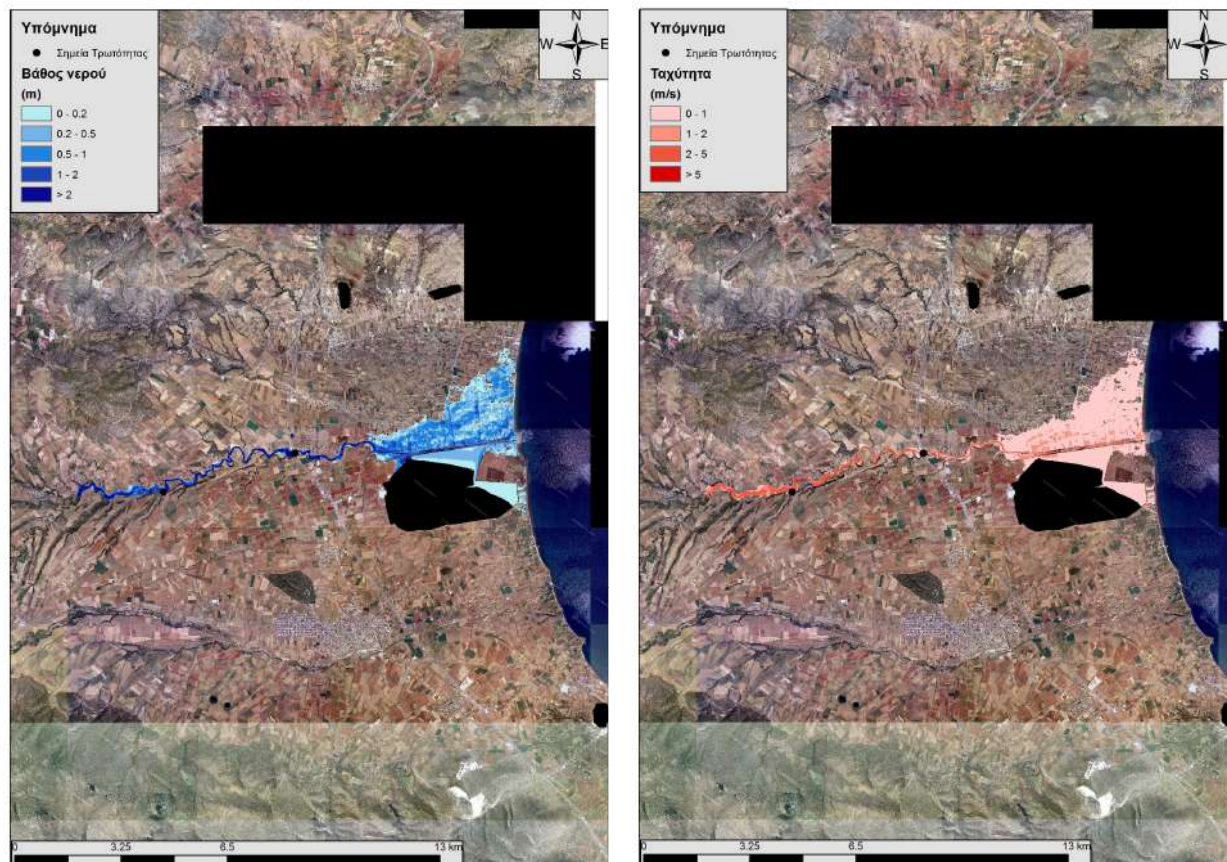 Υπόμνημα
Σημεία Τρωτότητας
Βάθος νερού
(m)
0 - 0.2
0.2 - 0.5
0.5 - 1
1 - 2
> 2
N
W E
S
0 3.25 6.5 13 km
Υπόμνημα
Σημεία Τρωτότητας
Ταχύτητα
(m/s)
0 - 1
1 - 2
2 - 5
> 5
N
W E
S
0 3.25 6.5 13 km